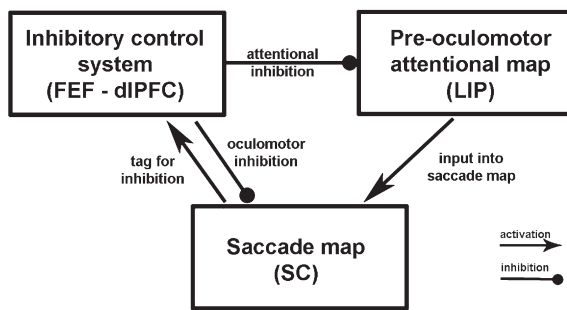 Inhibitory control
system
(FEF - dlPFC)
attentional
inhibition
Pre-oculomotor
attentional map
(LIP)
tag for
inhibition
oculomotor
inhibition
input into
saccade map
Saccade map
(SC)
activation
inhibition